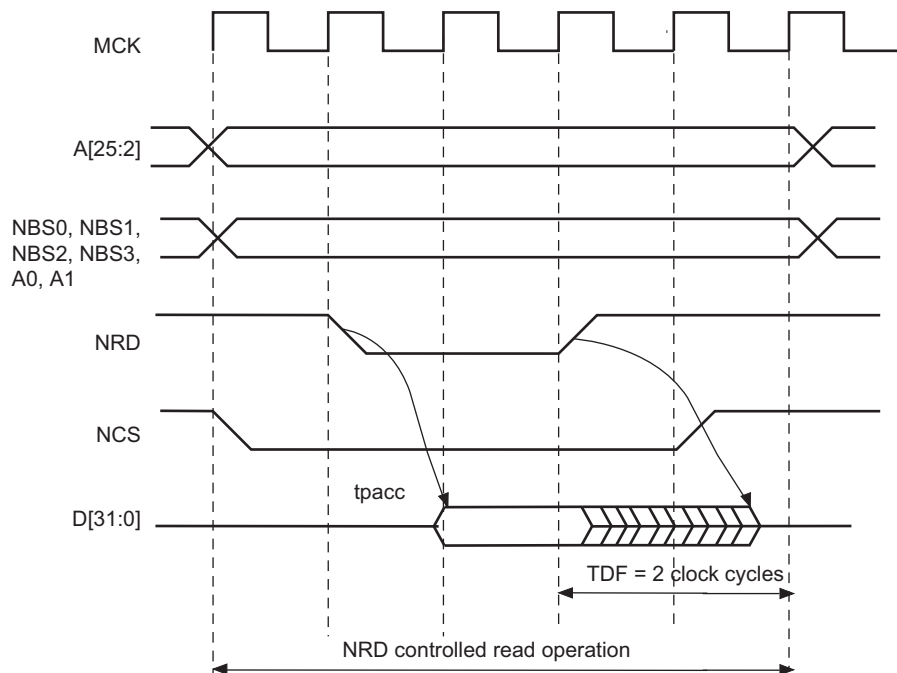 MCK
A[25:2]
NBS0, NBS1,
NBS2, NBS3,
A0, A1
NRD
NCS
tpacc
D[31:0]
TDF = 2 clock cycles
NRD controlled read operation